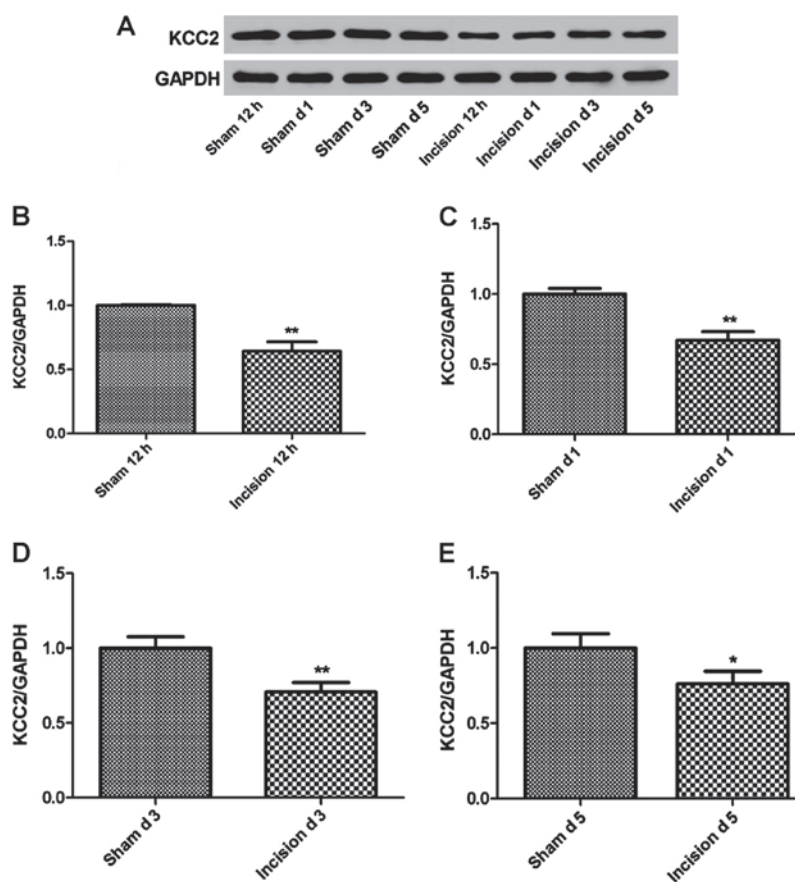 A
KCC2
GAPDH
Sham 12 h
Sham d 1
Sham d 3
Sham d 5
Incision 12 h
Incision d 1
Incision d 3
Incision d 5
B
KCC2/GAPDH
1.5
1.0
0.5
0.0
**
Sham 12 h
Incision 12 h
C
KCC2/GAPDH
1.5
1.0
0.5
0.0
**
Sham d 1
Incision d 1
D
KCC2/GAPDH
1.5
1.0
0.5
0.0
**
Sham d 3
Incision d 3
E
KCC2/GAPDH
1.5
1.0
0.5
0.0
*
Sham d 5
Incision d 5